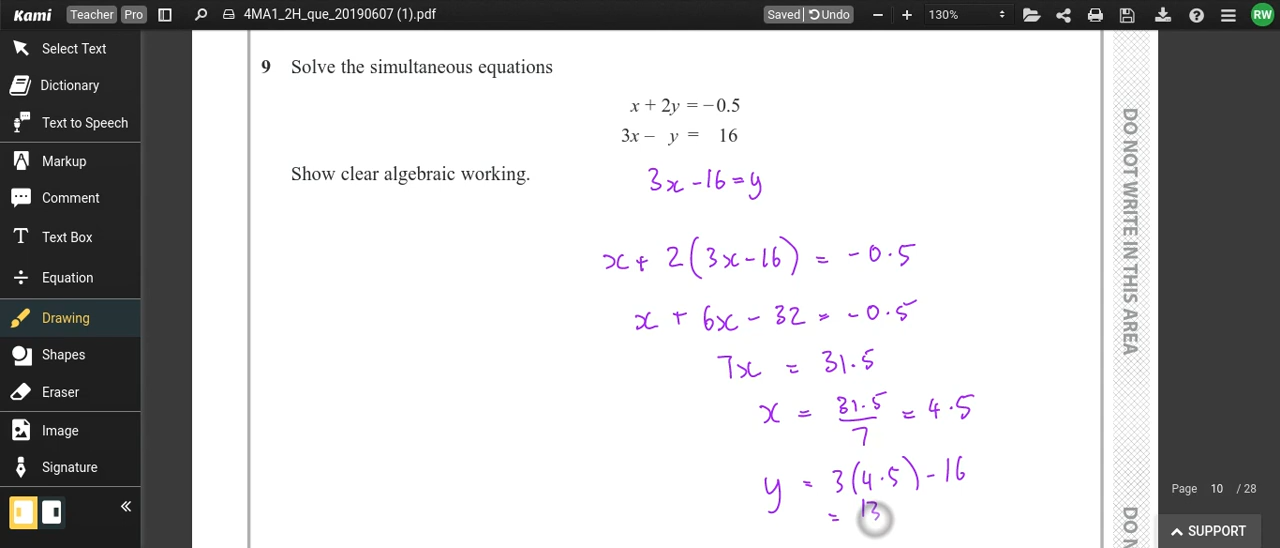 Kami Teacher Pro 4MA1_2H_que_20190607 (1).pdf Saved Undo 130% RW
Select Text
Dictionary
Text to Speech
Markup
Comment
Text Box
Equation
Drawing
Shapes
Eraser
Image
Signature
9 Solve the simultaneous equations
x + 2y = −0.5
3x − y = 16
Show clear algebraic working.
3x − 16 = y
x + 2(3x − 16) = −0.5
x + 6x − 32 = −0.5
7x = 31.5
x = 31.5/7 = 4.5
y = 3(4.5) − 16
= 13
DO NOT WRITE IN THIS AREA
DO N
Page 10 / 28
SUPPORT